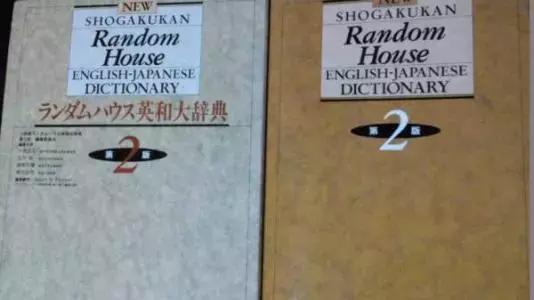 NEW
SHOGAKUKAN
Random
House
ENGLISH-JAPANESE
DICTIONARY
ランダムハウス英和大辞典
第2版
NEW
SHOGAKUKAN
Random
House
ENGLISH-JAPANESE
DICTIONARY
第2版